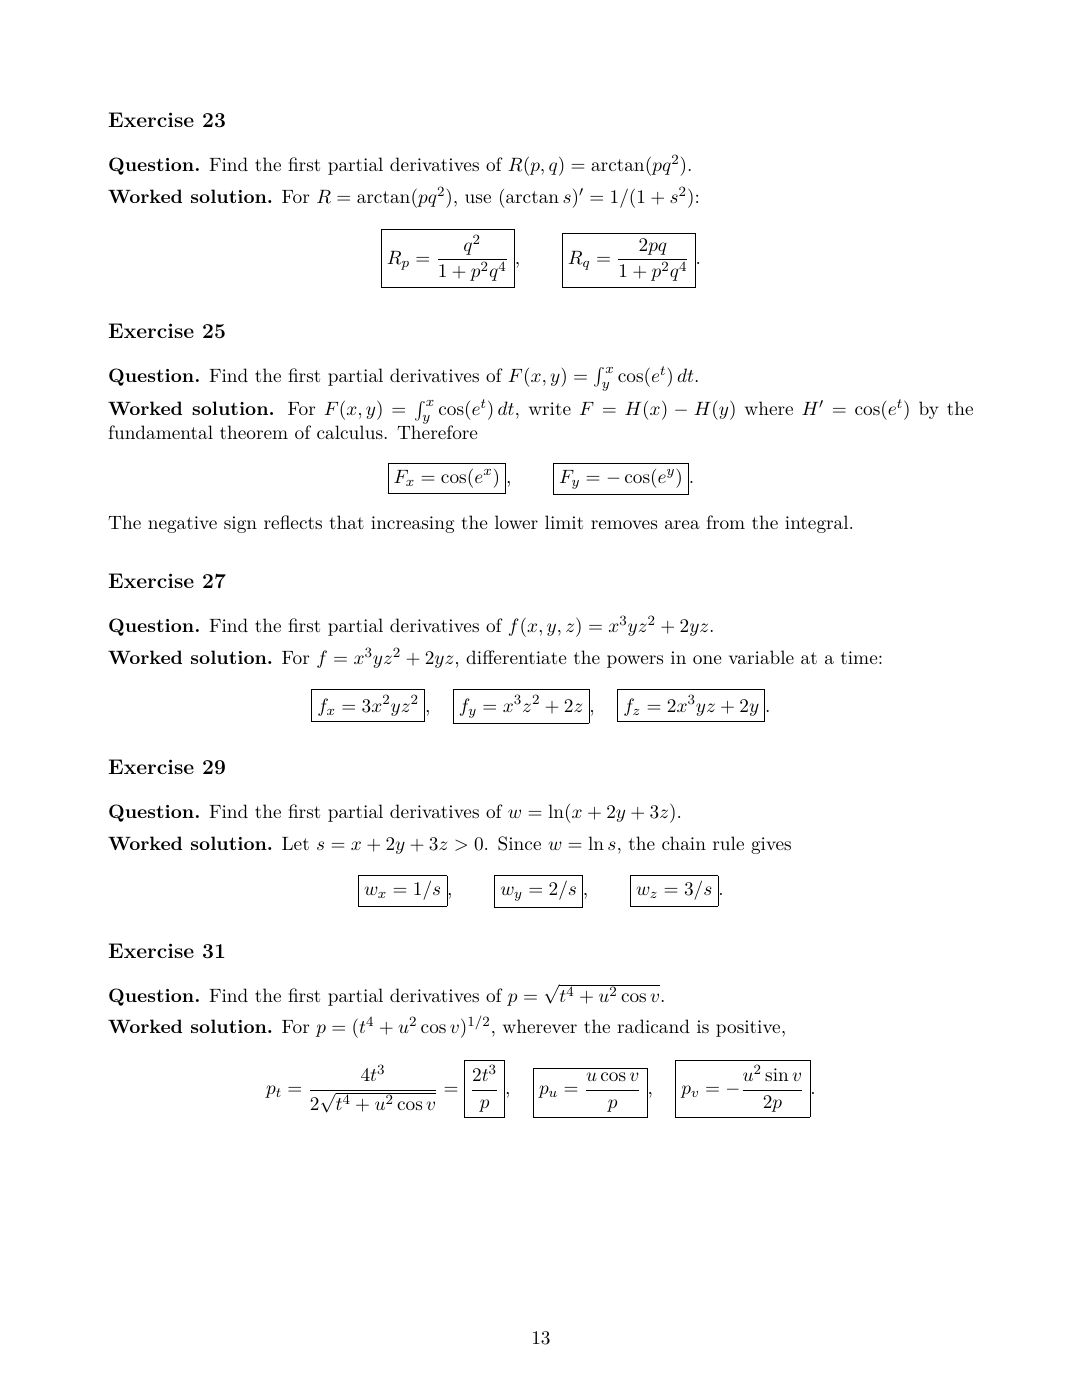 Exercise 23
Question. Find the first partial derivatives of R(p, q) = arctan(pq²).
Worked solution. For R = arctan(pq²), use (arctan s)′ = 1/(1 + s²):
R_p = q²/(1 + p²q⁴), R_q = 2pq/(1 + p²q⁴).
Exercise 25
Question. Find the first partial derivatives of F(x, y) = ∫_y^x cos(e^t) dt.
Worked solution. For F(x, y) = ∫_y^x cos(e^t) dt, write F = H(x) − H(y) where H′ = cos(e^t) by the
fundamental theorem of calculus. Therefore
F_x = cos(e^x), F_y = − cos(e^y).
The negative sign reflects that increasing the lower limit removes area from the integral.
Exercise 27
Question. Find the first partial derivatives of f(x, y, z) = x³yz² + 2yz.
Worked solution. For f = x³yz² + 2yz, differentiate the powers in one variable at a time:
f_x = 3x²yz², f_y = x³z² + 2z, f_z = 2x³yz + 2y.
Exercise 29
Question. Find the first partial derivatives of w = ln(x + 2y + 3z).
Worked solution. Let s = x + 2y + 3z > 0. Since w = ln s, the chain rule gives
w_x = 1/s, w_y = 2/s, w_z = 3/s.
Exercise 31
Question. Find the first partial derivatives of p = √(t⁴ + u² cos v).
Worked solution. For p = (t⁴ + u² cos v)^{1/2}, wherever the radicand is positive,
p_t = 4t³/(2√(t⁴ + u² cos v)) = 2t³/p, p_u = u cos v/p, p_v = − u² sin v/2p.
13